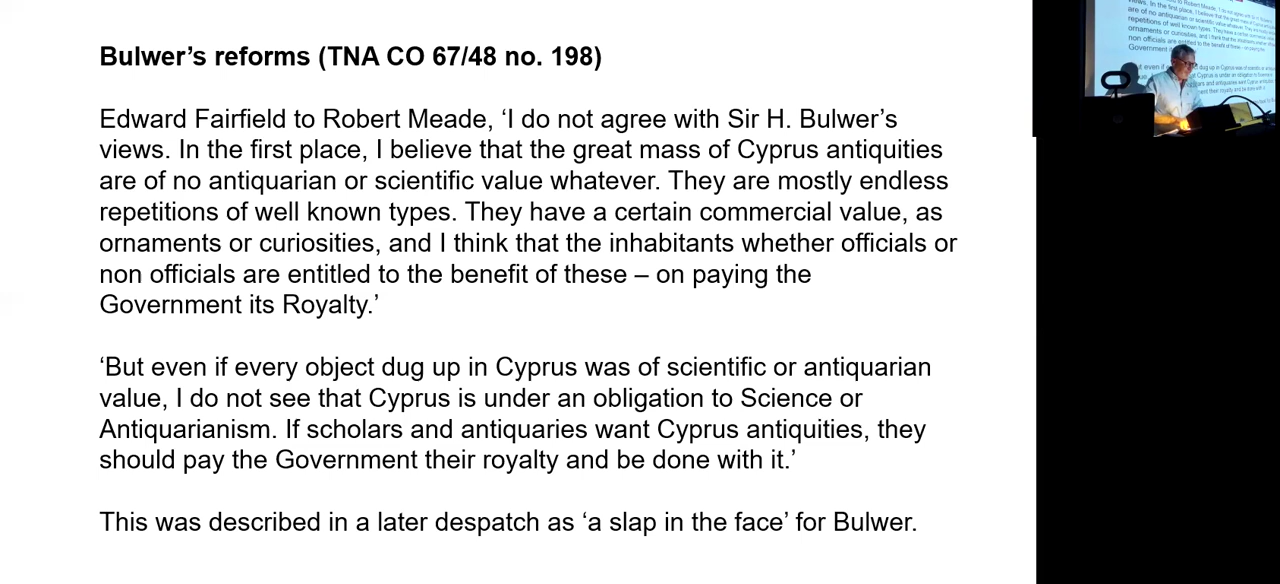 Bulwer’s reforms (TNA CO 67/48 no. 198)
Edward Fairfield to Robert Meade, ‘I do not agree with Sir H. Bulwer’s
views. In the first place, I believe that the great mass of Cyprus antiquities
are of no antiquarian or scientific value whatever. They are mostly endless
repetitions of well known types. They have a certain commercial value, as
ornaments or curiosities, and I think that the inhabitants whether officials or
non officials are entitled to the benefit of these – on paying the
Government its Royalty.’
‘But even if every object dug up in Cyprus was of scientific or antiquarian
value, I do not see that Cyprus is under an obligation to Science or
Antiquarianism. If scholars and antiquaries want Cyprus antiquities, they
should pay the Government their royalty and be done with it.’
This was described in a later despatch as ‘a slap in the face’ for Bulwer.